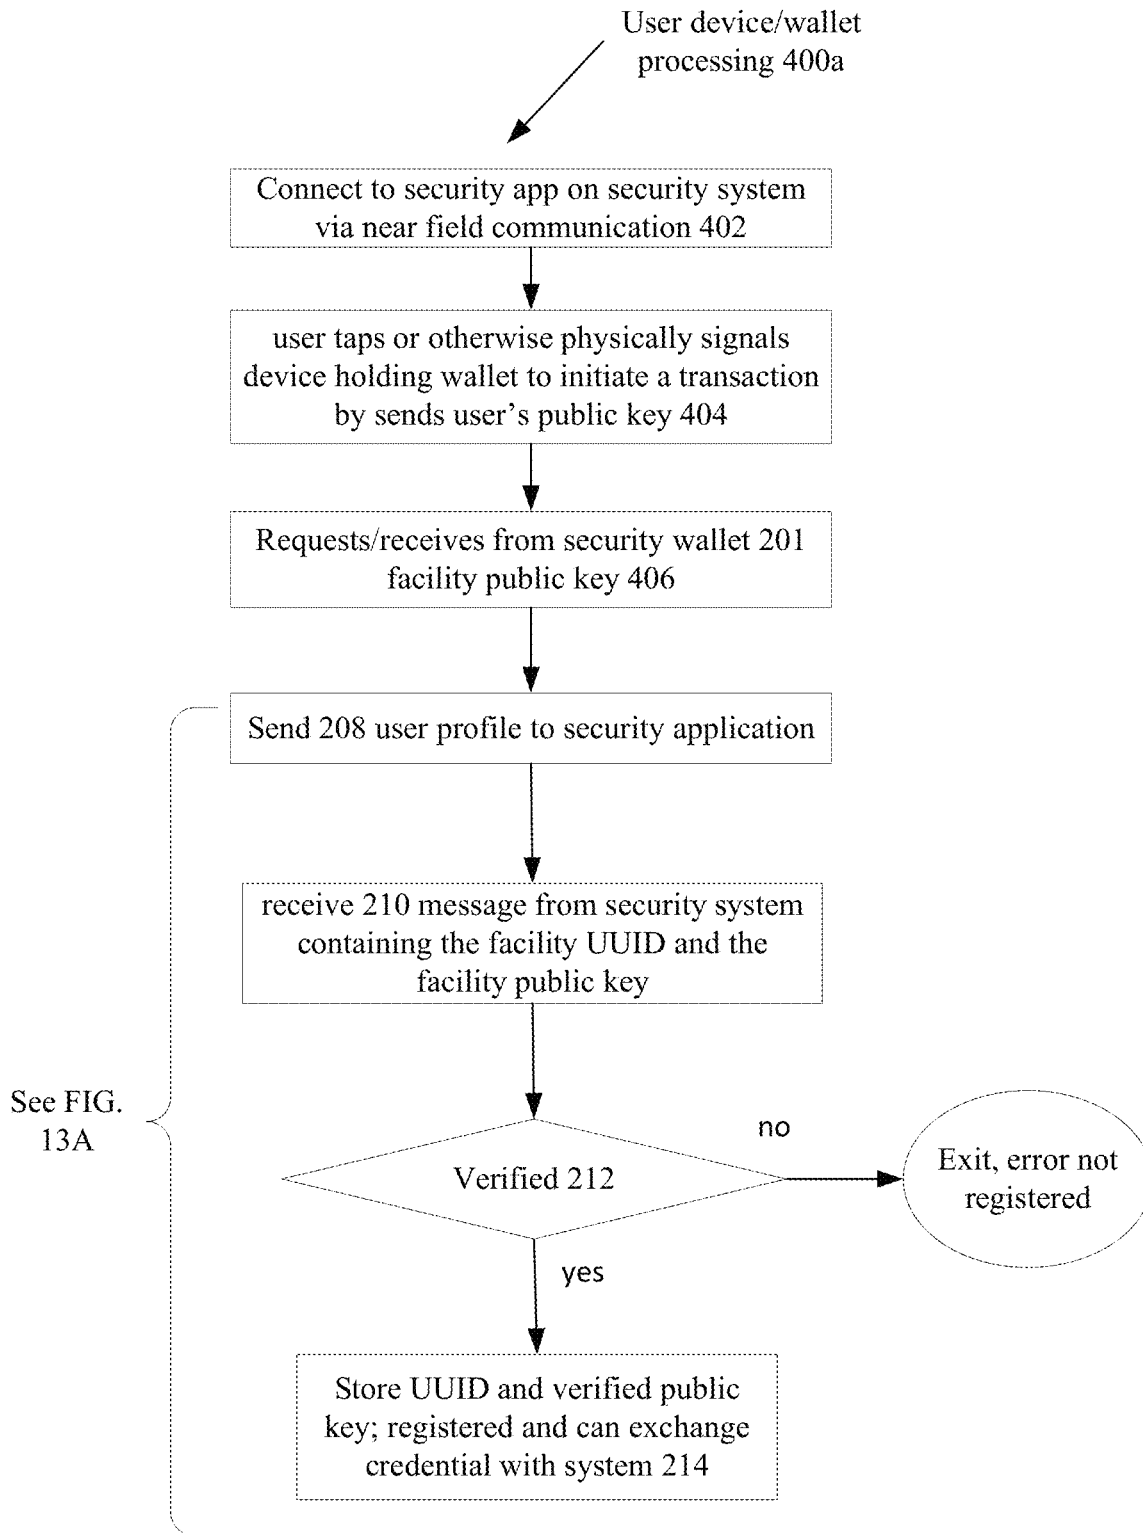 User device/wallet
processing 400a
Connect to security app on security system
via near field communication 402
user taps or otherwise physically signals
device holding wallet to initiate a transaction
by sends user's public key 404
Requests/receives from security wallet 201
facility public key 406
Send 208 user profile to security application
receive 210 message from security system
containing the facility UUID and the
facility public key
See FIG.
13A
Verified 212
no
Exit, error not
registered
yes
Store UUID and verified public
key; registered and can exchange
credential with system 214